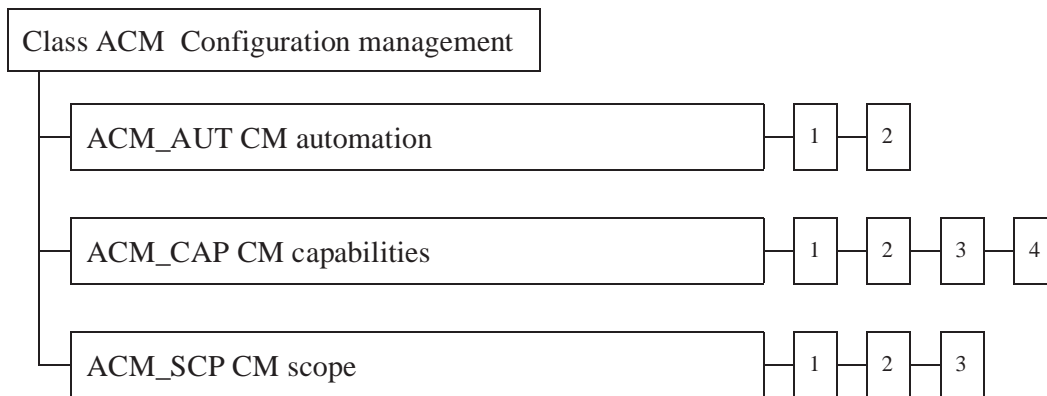 Class ACM Configuration management
ACM_AUT CM automation 1 2
ACM_CAP CM capabilities 1 2 3 4
ACM_SCP CM scope 1 2 3